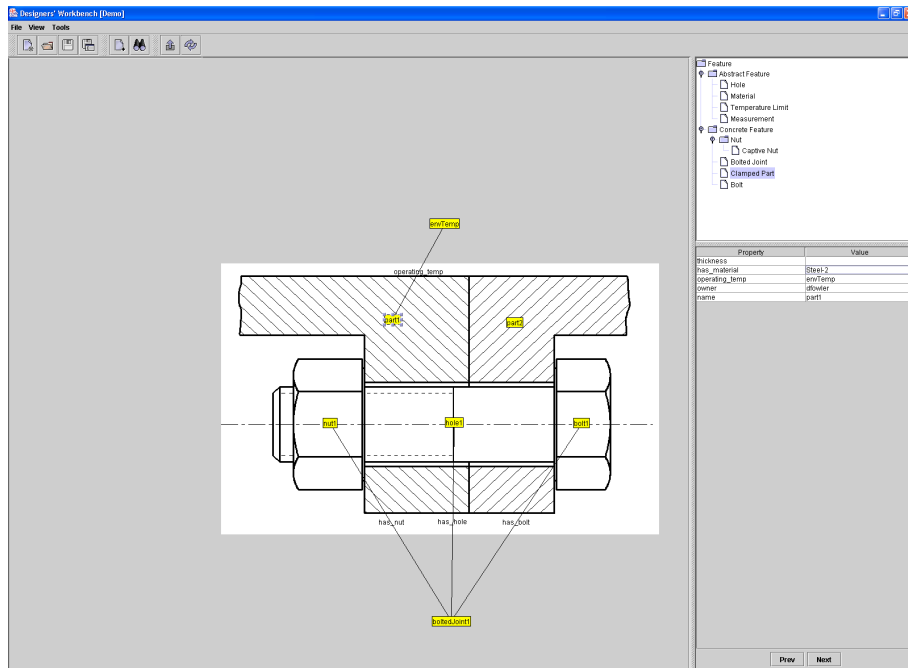 Designers' Workbench [Demo]
File View Tools
Feature
Abstract Feature
Hole
Material
Temperature Limit
Measurement
Concrete Feature
Nut
Captive Nut
Bolted Joint
Clamped Part
Bolt
Property Value
thickness
has_material Steel-2
operating_temp envTemp
owner dfowler
name part1
envTemp
operating_temp
part1 part2
nut1 hole1 bolt1
has_nut has_hole has_bolt
boltedJoint1
Prev Next